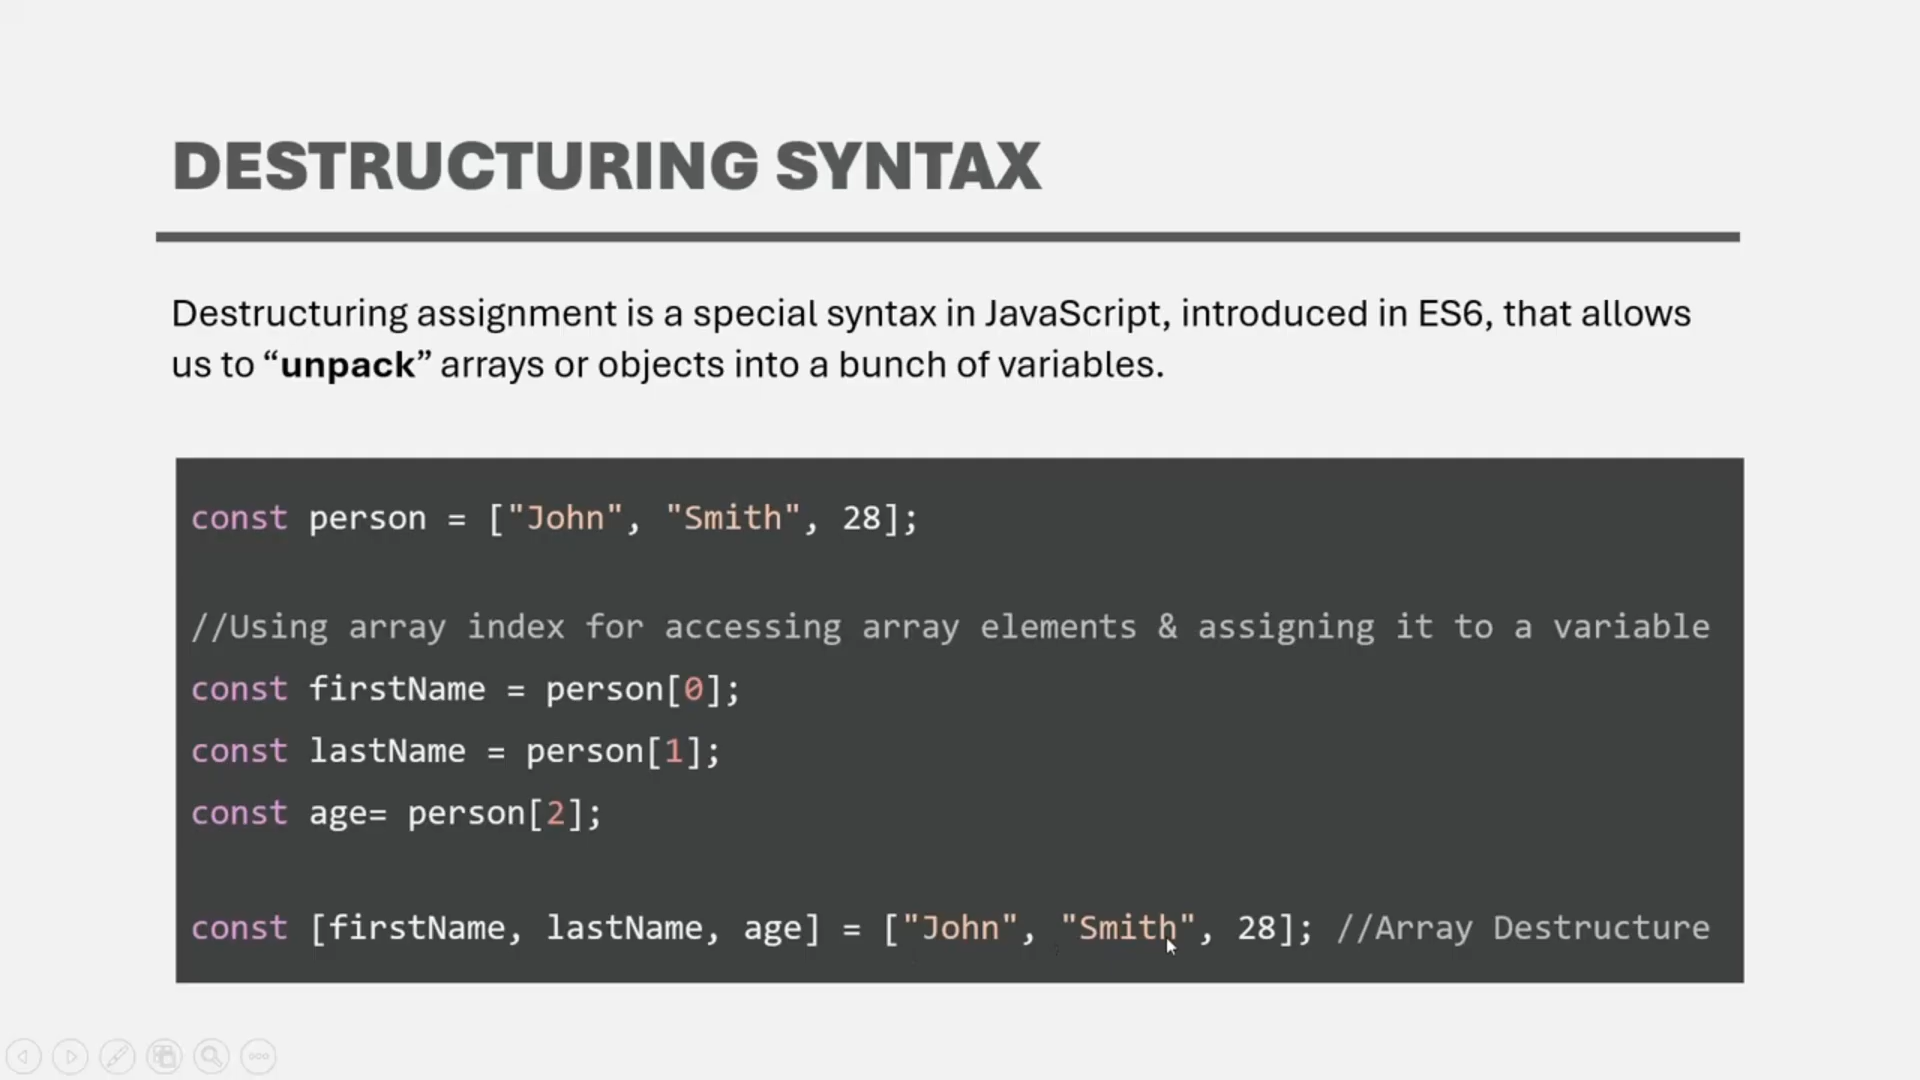 DESTRUCTURING SYNTAX
Destructuring assignment is a special syntax in JavaScript, introduced in ES6, that allows
us to “unpack” arrays or objects into a bunch of variables.
const person = ["John", "Smith", 28];
//Using array index for accessing array elements & assigning it to a variable
const firstName = person[0];
const lastName = person[1];
const age= person[2];
const [firstName, lastName, age] = ["John", "Smith", 28]; //Array Destructure